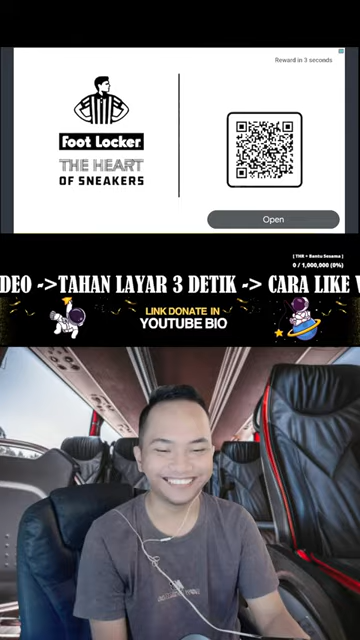 Reward in 3 seconds
Foot Locker
THE HEART
OF SNEAKERS
Open
[ THR + Bantu Sesama ]
0 / 1,000,000 (0%)
DEO ->TAHAN LAYAR 3 DETIK -> CARA LIKE
LINK DONATE IN
YOUTUBE BIO